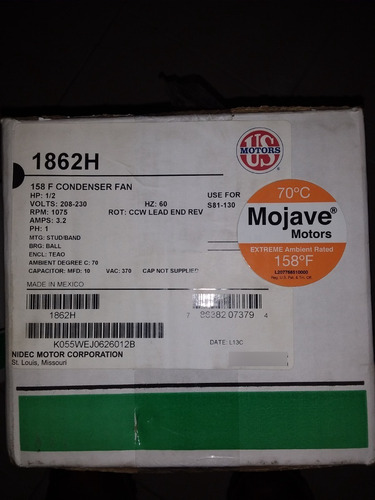 US
MOTORS
1862H
158 F CONDENSER FAN
HP: 1/2
VOLTS: 208-230 HZ: 60
RPM: 1075 ROT: CCW LEAD END REV
AMPS: 3.2
PH: 1
MTG: STUD/BAND
BRG: BALL
ENCL: TEAO
AMBIENT DEGREE C: 70
CAPACITOR: MFD: 10 VAC: 370 CAP NOT SUPPLIED
USE FOR
S81-130
70°C
Mojave®
Motors
EXTREME Ambient Rated
158°F
MADE IN MEXICO
1862H
7 86382 07379 4
K055WEJ0626012B
DATE: L13C
NIDEC MOTOR CORPORATION
St. Louis, Missouri